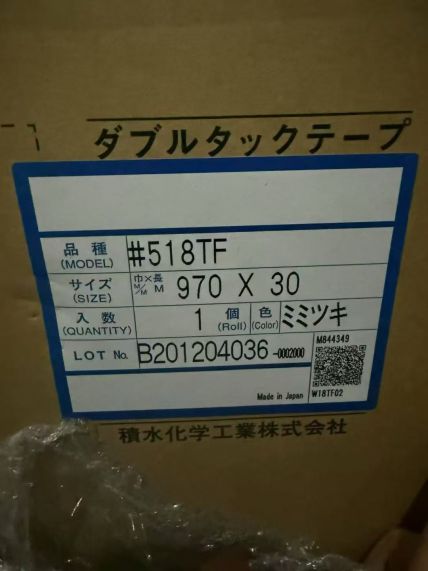 ダブルタックテープ
品種 (MODEL) #518TF
サイズ (SIZE) 巾×長 M/M M 970 X 30
入数 (QUANTITY) 1 個 (Roll) 色 (Color) ミミツキ
LOT No. B201204036-0002000
M844349
Made in Japan W18TF02
積水化学工業株式会社